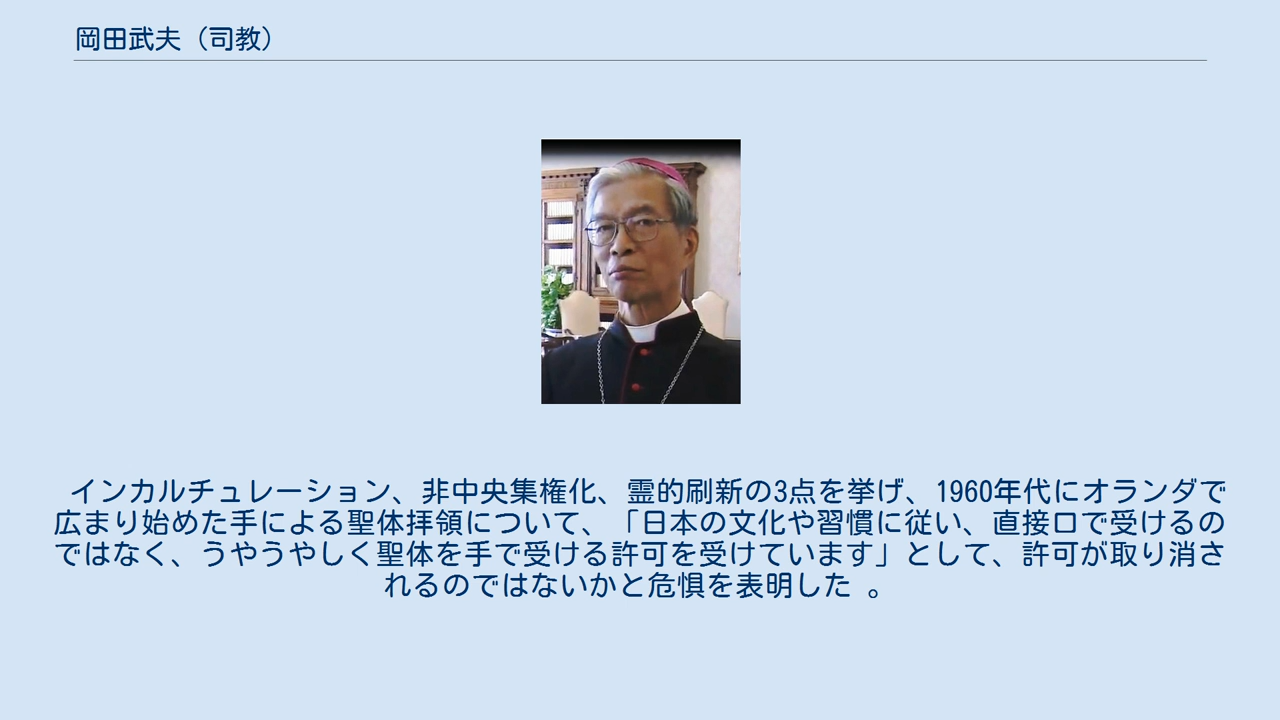 岡田武夫（司教）
インカルチュレーション、非中央集権化、霊的刷新の3点を挙げ、1960年代にオランダで
広まり始めた手による聖体拝領について、「日本の文化や習慣に従い、直接口で受けるの
ではなく、うやうやしく聖体を手で受ける許可を受けています」として、許可が取り消さ
れるのではないかと危惧を表明した 。